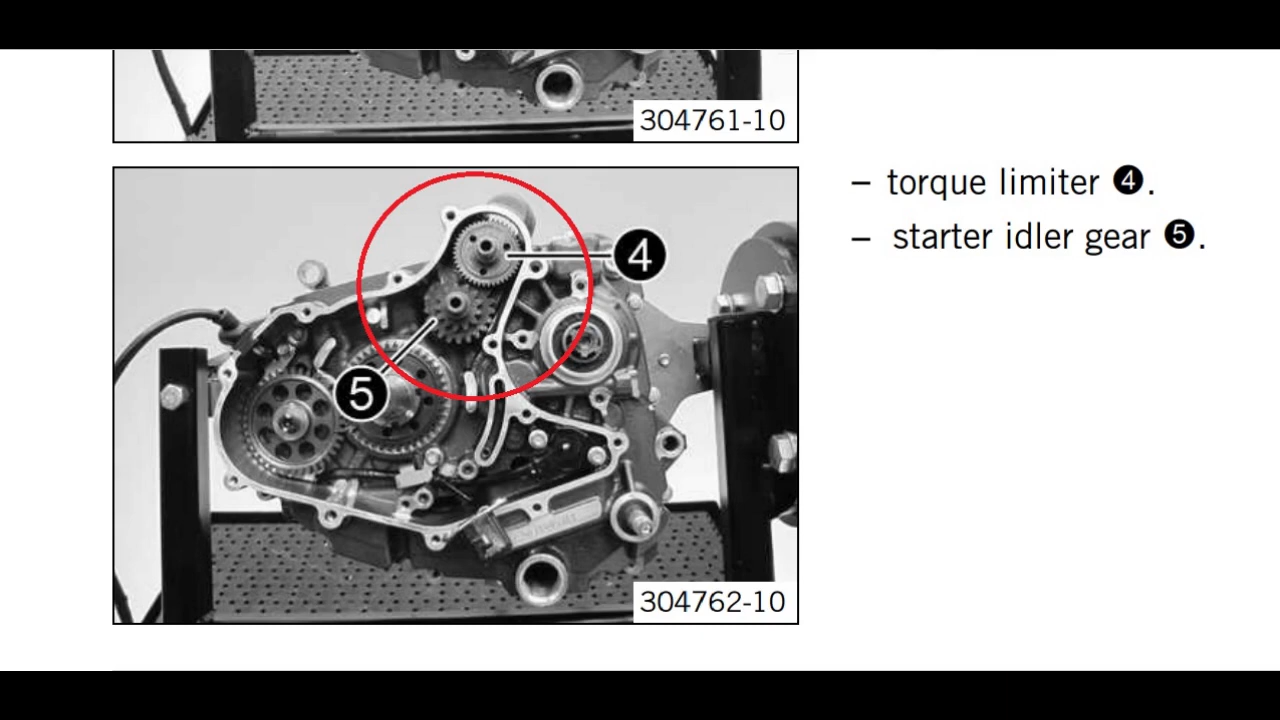 304761-10
– torque limiter ❹.
– starter idler gear ❺.
4
5
304762-10